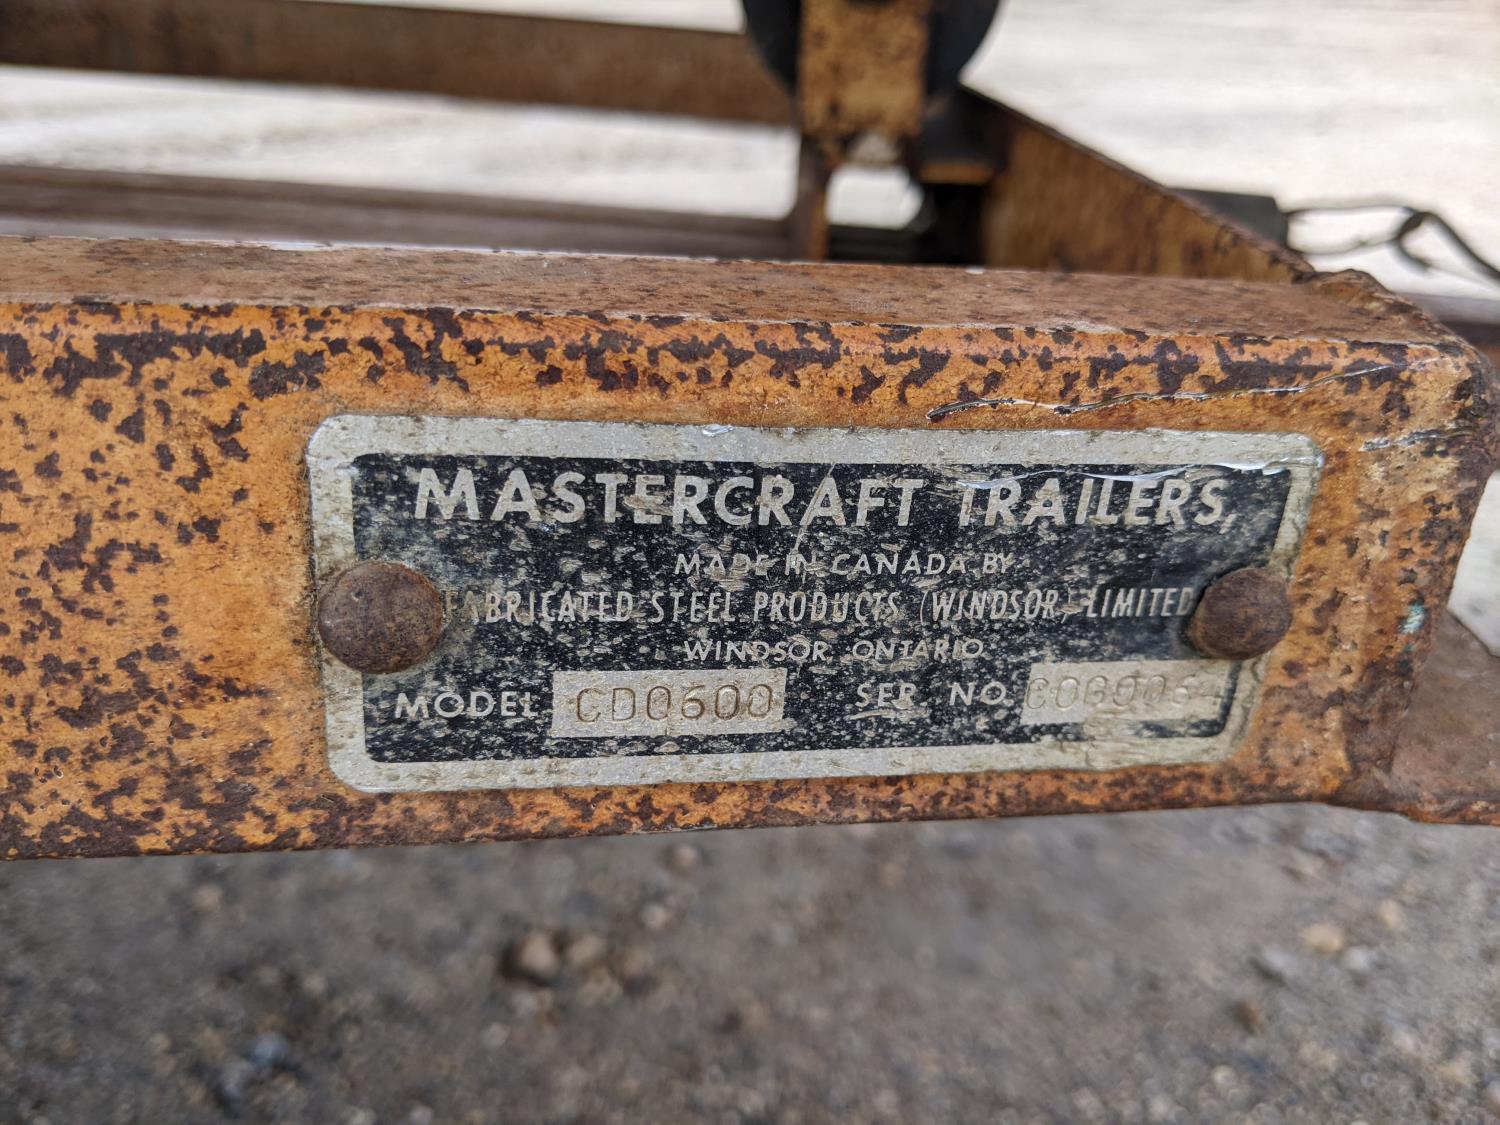 MASTERCRAFT TRAILERS,
MADE IN CANADA BY
FABRICATED STEEL PRODUCTS (WINDSOR) LIMITED
WINDSOR, ONTARIO
MODEL CD0600 SER. NO.